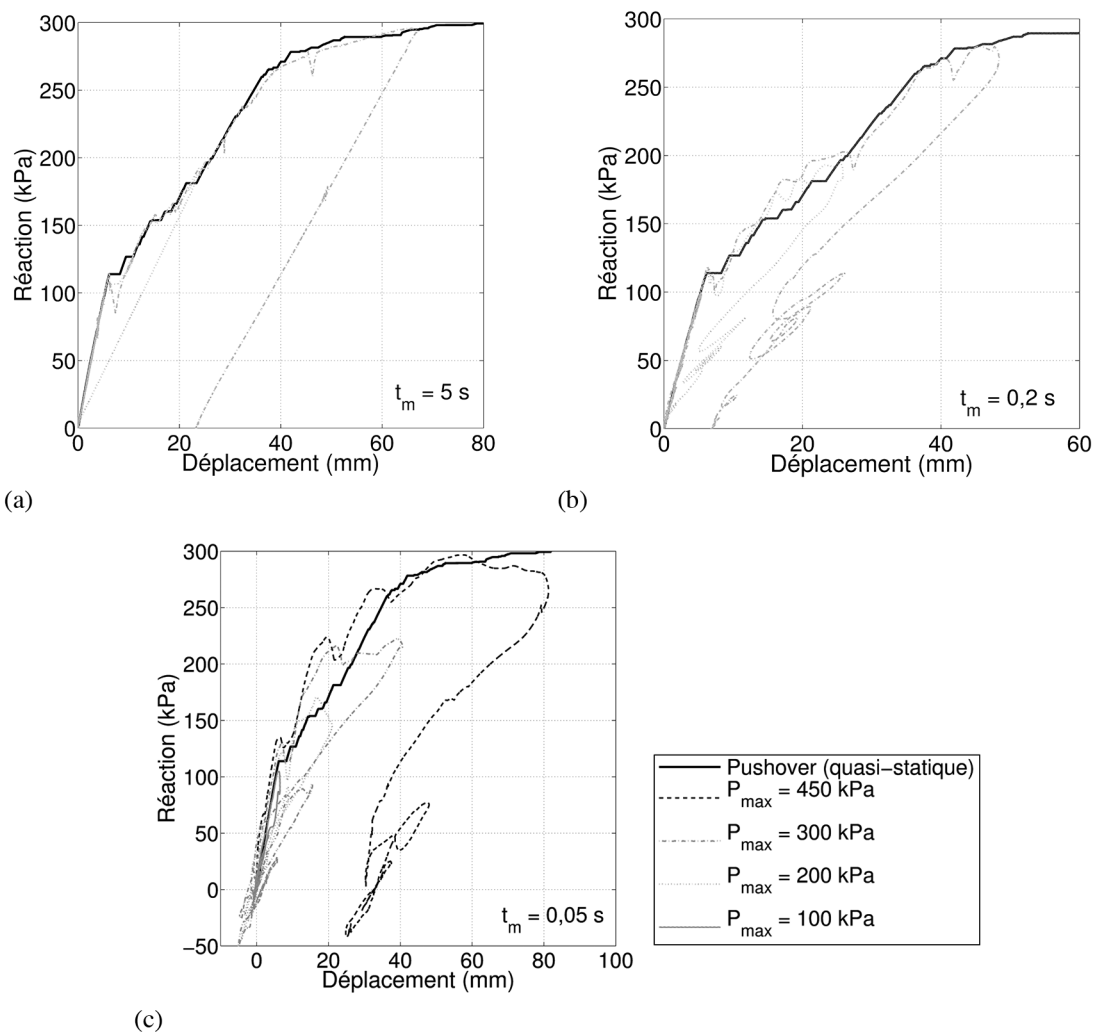 300
250
200
150
100
50
0
Réaction (kPa)
t_m = 5 s
0 20 40 60 80
Déplacement (mm)
(a)
300
250
200
150
100
50
0
Réaction (kPa)
t_m = 0,2 s
0 20 40 60
Déplacement (mm)
(b)
300
250
200
150
100
50
0
−50
Réaction (kPa)
t_m = 0,05 s
0 20 40 60 80 100
Déplacement (mm)
(c)
Pushover (quasi−statique)
P_max = 450 kPa
P_max = 300 kPa
P_max = 200 kPa
P_max = 100 kPa